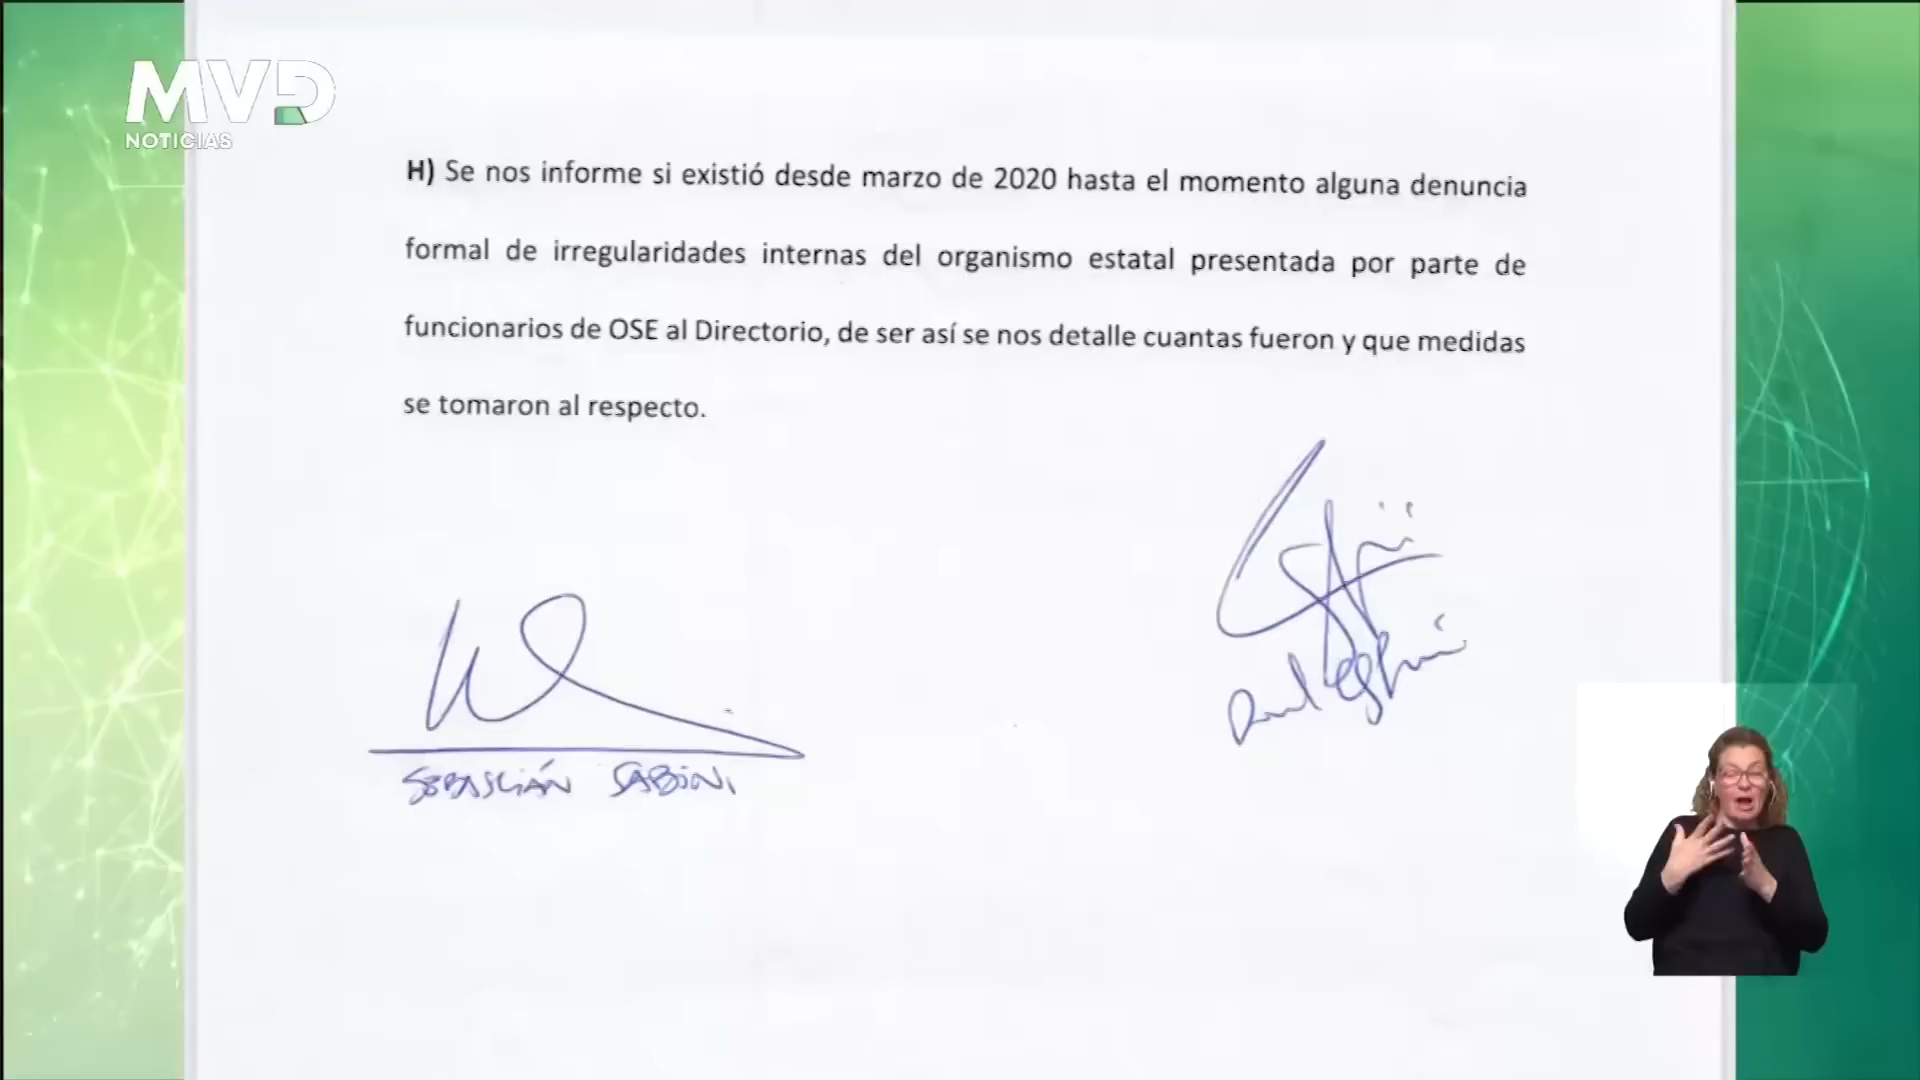 MVD
NOTICIAS
H) Se nos informe si existió desde marzo de 2020 hasta el momento alguna denuncia
formal de irregularidades internas del organismo estatal presentada por parte de
funcionarios de OSE al Directorio, de ser así se nos detalle cuantas fueron y que medidas
se tomaron al respecto.
SEBASTIÁN SABINI